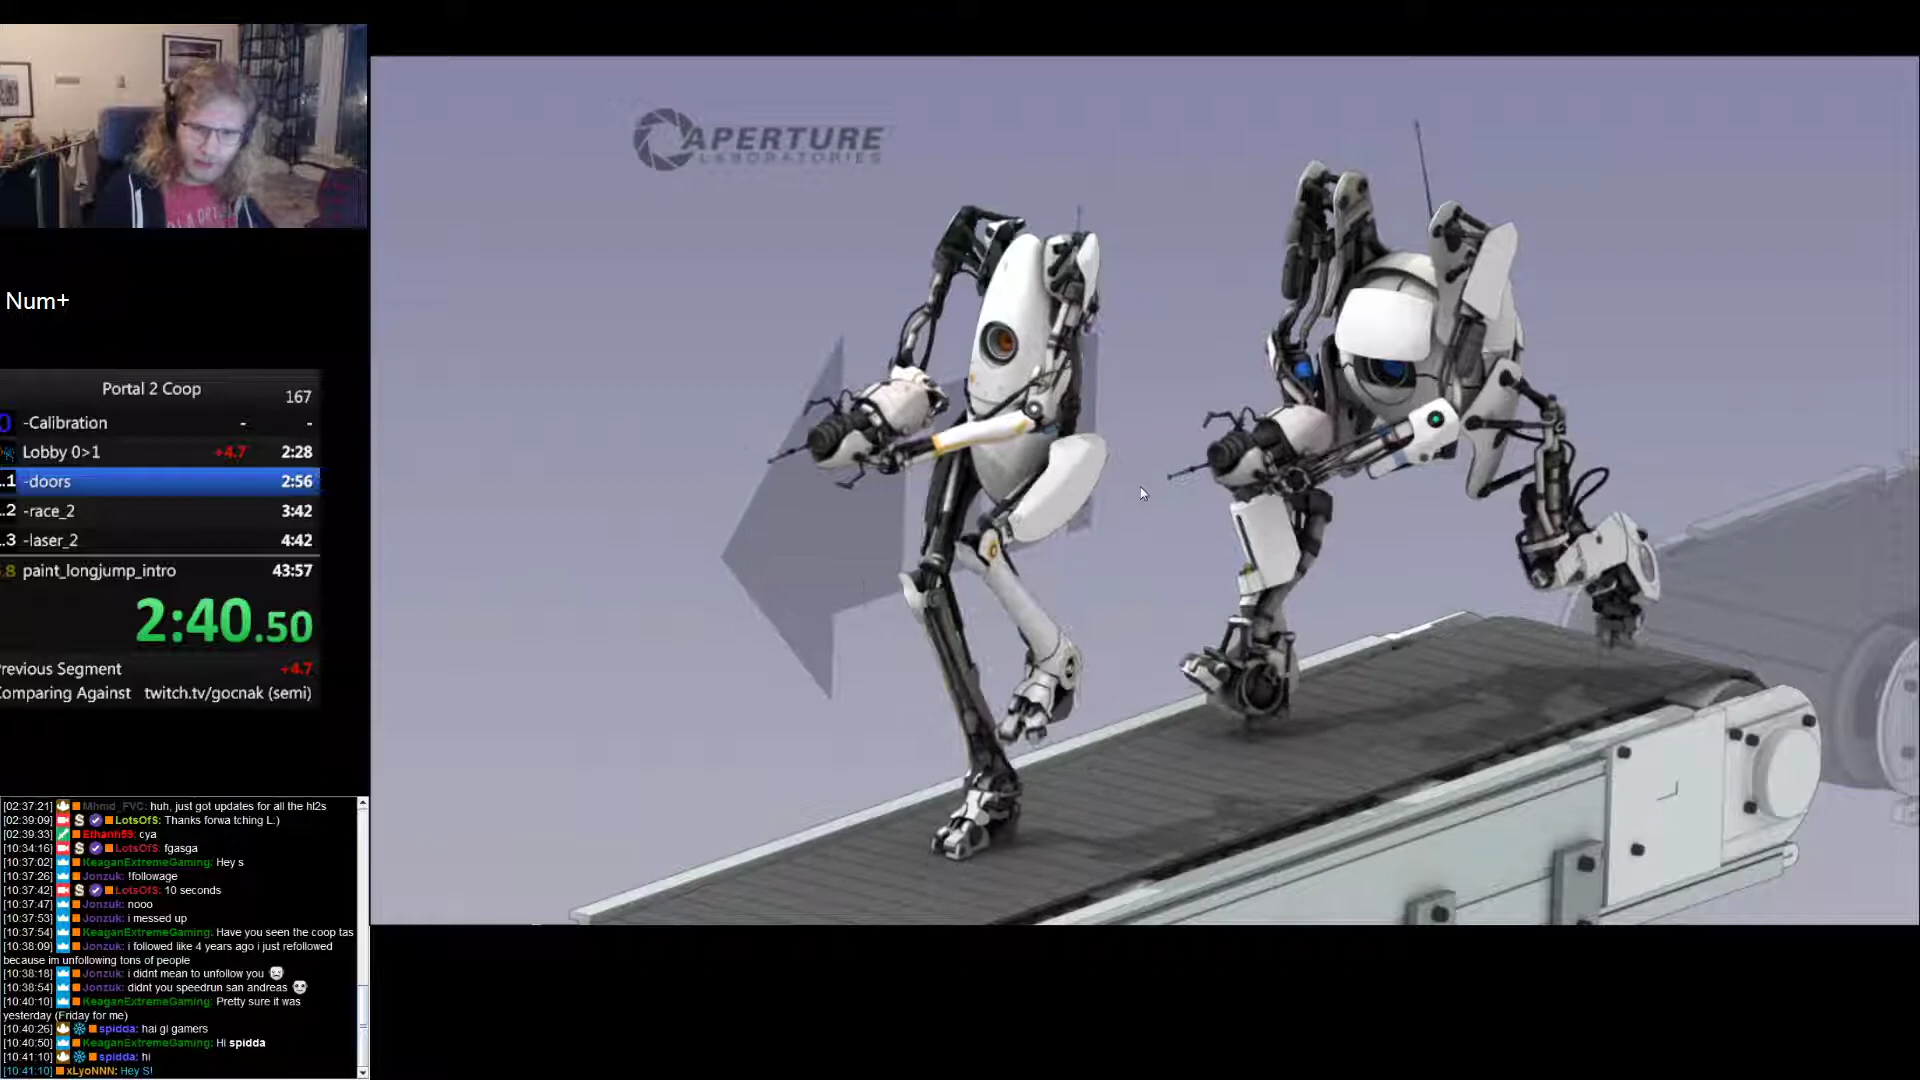 APERTURE
LABORATORIES
Num+
Portal 2 Coop 167
-Calibration - -
Lobby 0>1 +4.7 2:28
.1 -doors 2:56
.2 -race_2 3:42
.3 -laser_2 4:42
8 paint_longjump_intro 43:57
2:40.50
revious Segment +4.7
Comparing Against twitch.tv/gocnak (semi)
[02:37:21] Mhmd_FVC: huh, just got updates for all the hl2s
[02:39:09] LotsOfS: Thanks forwa tching L:)
[02:39:33] Ethanh69: cya
[10:34:16] LotsOfS: fgasga
[10:37:02] KeaganExtremeGaming: Hey s
[10:37:26] Jonzuk: !followage
[10:37:42] LotsOfS: 10 seconds
[10:37:47] Jonzuk: nooo
[10:37:53] Jonzuk: i messed up
[10:37:54] KeaganExtremeGaming: Have you seen the coop tas
[10:38:09] Jonzuk: i followed like 4 years ago i just refollowed
because im unfollowing tons of people
[10:38:18] Jonzuk: i didnt mean to unfollow you
[10:38:54] Jonzuk: didnt you speedrun san andreas
[10:40:10] KeaganExtremeGaming: Pretty sure it was
yesterday (Friday for me)
[10:40:26] spidda: hai gl gamers
[10:40:50] KeaganExtremeGaming: Hi spidda
[10:41:10] spidda: hi
[10:41:10] xLyoNNN: Hey S!